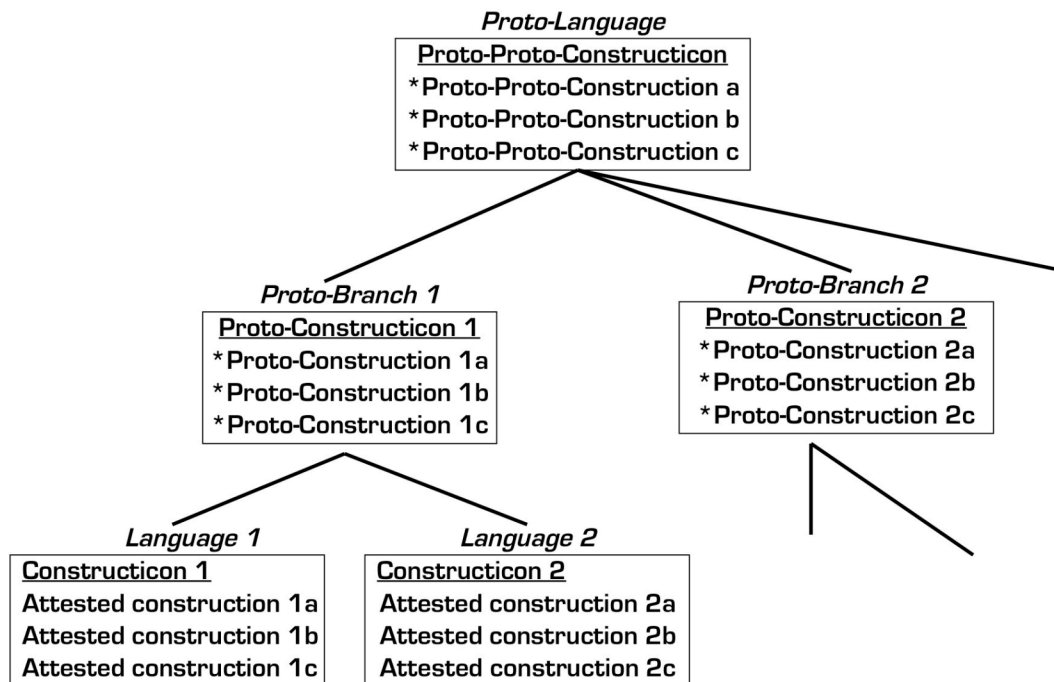 Proto-Language
Proto-Proto-Constructicon
*Proto-Proto-Construction a
*Proto-Proto-Construction b
*Proto-Proto-Construction c
Proto-Branch 1
Proto-Constructicon 1
*Proto-Construction 1a
*Proto-Construction 1b
*Proto-Construction 1c
Proto-Branch 2
Proto-Constructicon 2
*Proto-Construction 2a
*Proto-Construction 2b
*Proto-Construction 2c
Language 1
Constructicon 1
Attested construction 1a
Attested construction 1b
Attested construction 1c
Language 2
Constructicon 2
Attested construction 2a
Attested construction 2b
Attested construction 2c